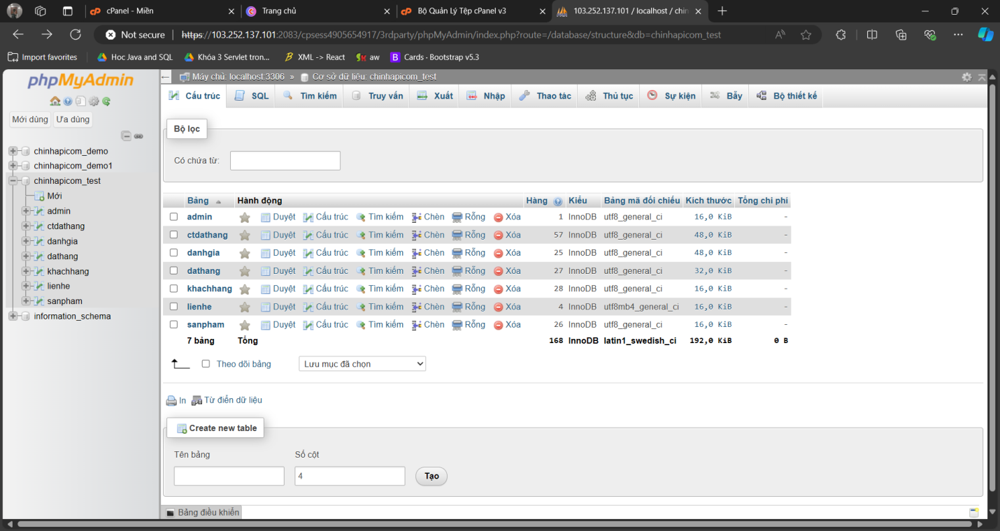 cPanel - Miền
Trang chủ
Bộ Quản Lý Tệp cPanel v3
103.252.137.101 / localhost / chin
Not secure
https://103.252.137.101:2083/cpsess4905654917/3rdparty/phpMyAdmin/index.php?route=/database/structure&db=chinhapicom_test
Import favorites
Hoc Java and SQL
Khóa 3 Servlet tron...
XML -> React
aw
Cards · Bootstrap v5.3
phpMyAdmin
Mới dùng Ưa dùng
chinhapicom_demo
chinhapicom_demo1
chinhapicom_test
Mới
admin
ctdathang
danhgia
dathang
khachhang
lienhe
sanpham
information_schema
Máy chủ: localhost:3306 » Cơ sở dữ liệu: chinhapicom_test
Cấu trúc SQL Tìm kiếm Truy vấn Xuất Nhập Thao tác Thủ tục Sự kiện Bẫy Bộ thiết kế
Bộ lọc
Có chứa từ:
Bảng Hành động Hàng Kiểu Bảng mã đối chiếu Kích thước Tổng chi phí
admin Duyệt Cấu trúc Tìm kiếm Chèn Rỗng Xóa 1 InnoDB utf8_general_ci 16,0 KiB -
ctdathang Duyệt Cấu trúc Tìm kiếm Chèn Rỗng Xóa 57 InnoDB utf8_general_ci 48,0 KiB -
danhgia Duyệt Cấu trúc Tìm kiếm Chèn Rỗng Xóa 25 InnoDB utf8_general_ci 48,0 KiB -
dathang Duyệt Cấu trúc Tìm kiếm Chèn Rỗng Xóa 27 InnoDB utf8_general_ci 32,0 KiB -
khachhang Duyệt Cấu trúc Tìm kiếm Chèn Rỗng Xóa 28 InnoDB utf8_general_ci 16,0 KiB -
lienhe Duyệt Cấu trúc Tìm kiếm Chèn Rỗng Xóa 4 InnoDB utf8mb4_general_ci 16,0 KiB -
sanpham Duyệt Cấu trúc Tìm kiếm Chèn Rỗng Xóa 26 InnoDB utf8_general_ci 16,0 KiB -
7 bảng Tổng 168 InnoDB latin1_swedish_ci 192,0 KiB 0 B
Theo dõi bảng
Lưu mục đã chọn
In Từ điển dữ liệu
Create new table
Tên bảng Số cột
4 Tạo
Bảng điều khiển